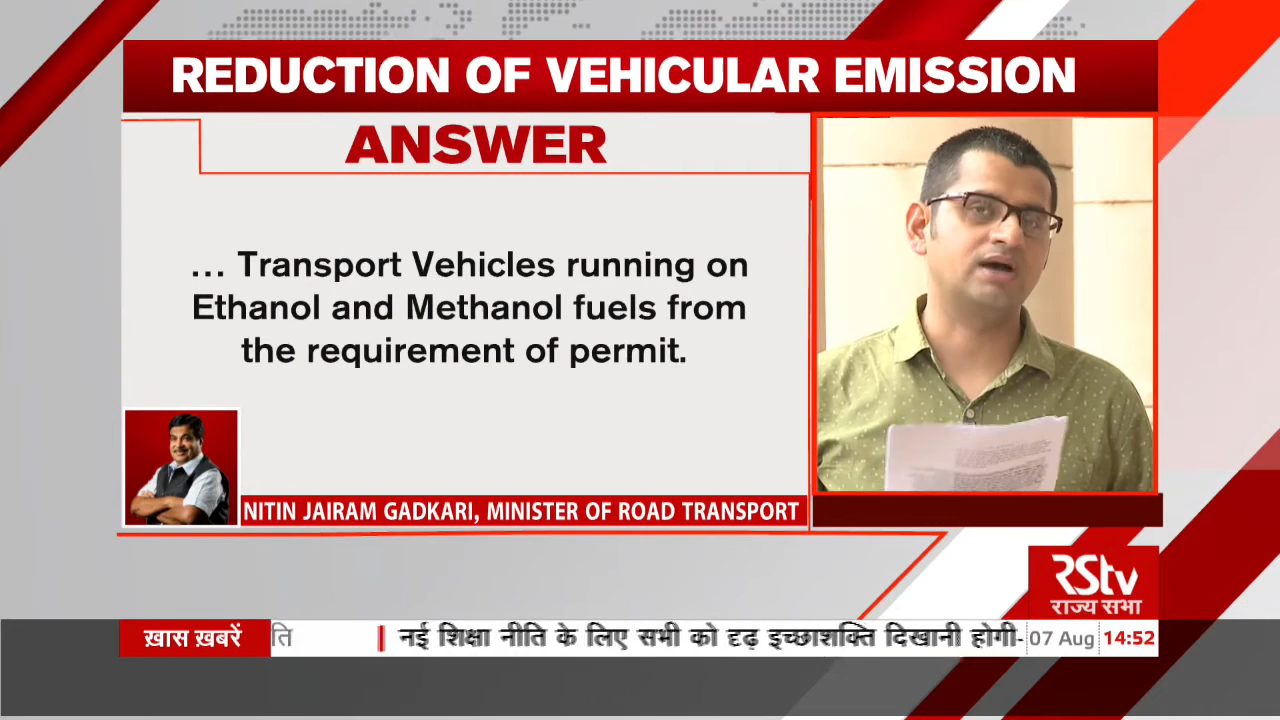 REDUCTION OF VEHICULAR EMISSION
ANSWER
... Transport Vehicles running on
Ethanol and Methanol fuels from
the requirement of permit.
NITIN JAIRAM GADKARI, MINISTER OF ROAD TRANSPORT
RStv
राज्य सभा
ख़ास ख़बरें
ति | नई शिक्षा नीति के लिए सभी को दृढ़ इच्छाशक्ति दिखानी होगी-
07 Aug 14:52